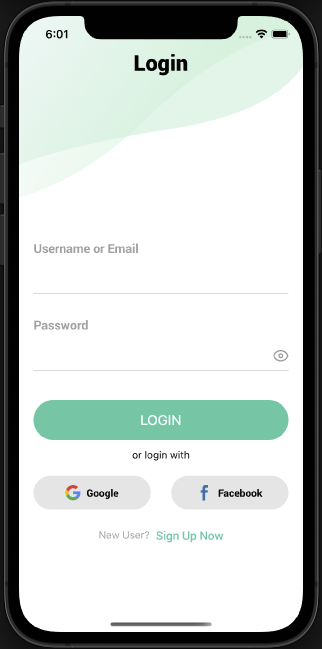 6:01
Login
Username or Email
Password
LOGIN
or login with
Google Facebook
New User? Sign Up Now